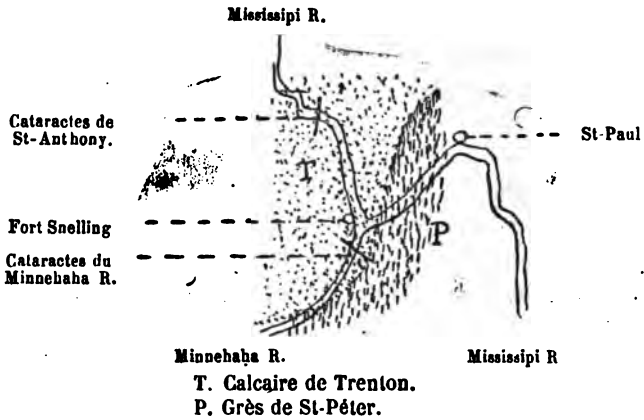 Mississipi R.
Cataractes de
St-Anthony.
St-Paul
T
Fort Snelling
P
Cataractes du
Minnehaha R.
Minnehaha R.
Mississipi R
T. Calcaire de Trenton.
P. Grès de St-Péter.